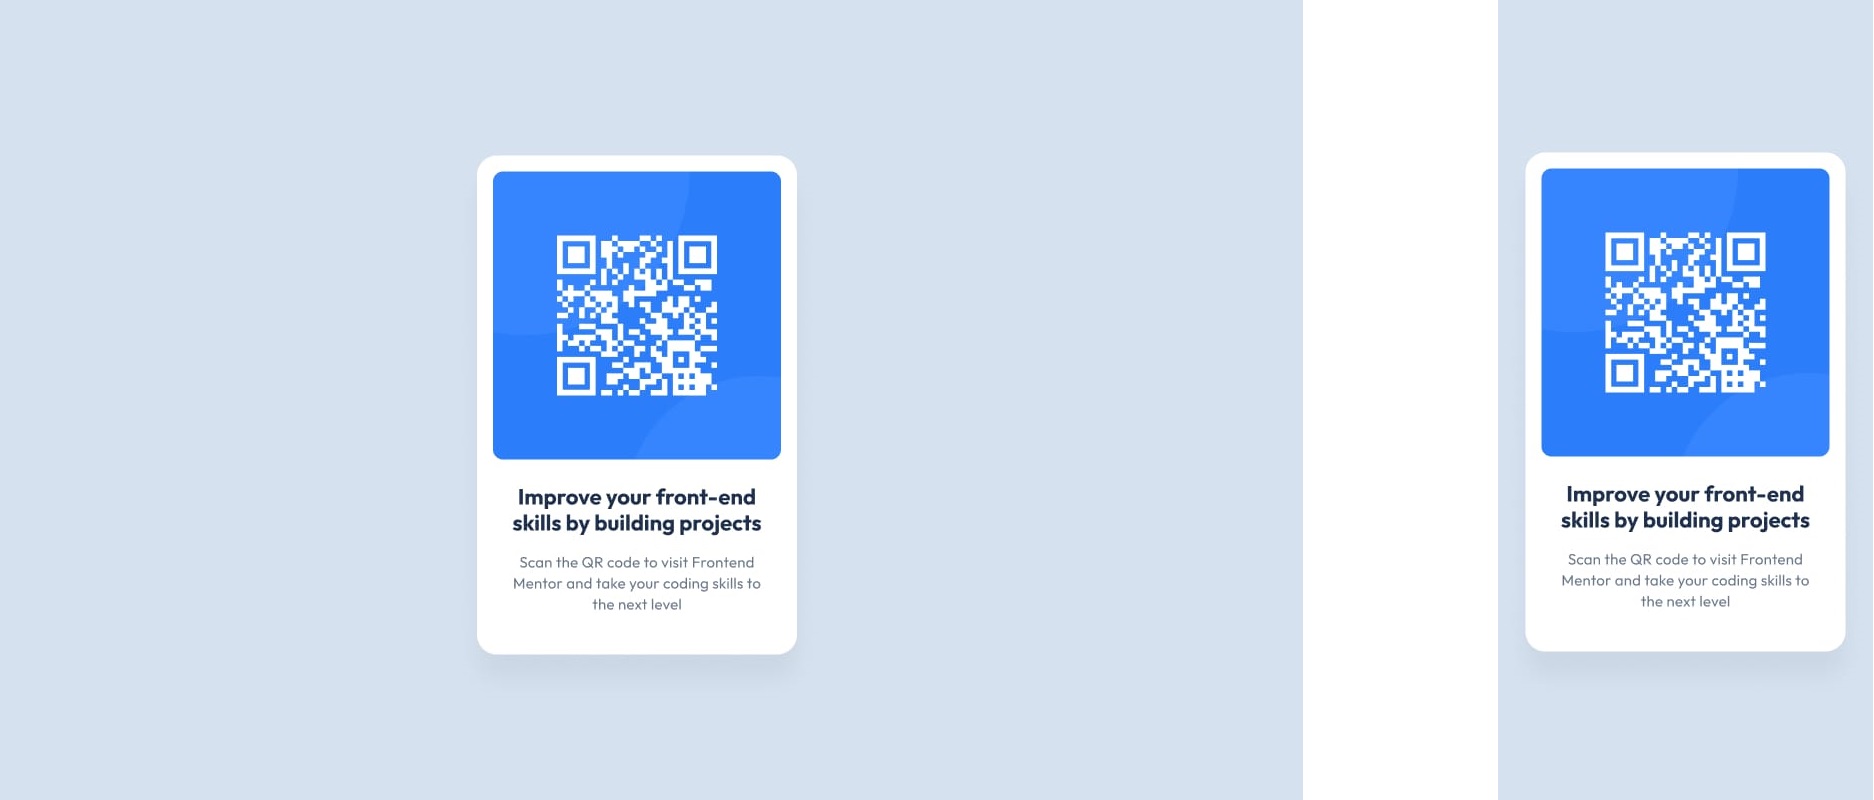 Improve your front-end
skills by building projects
Scan the QR code to visit Frontend
Mentor and take your coding skills to
the next level
Improve your front-end
skills by building projects
Scan the QR code to visit Frontend
Mentor and take your coding skills to
the next level